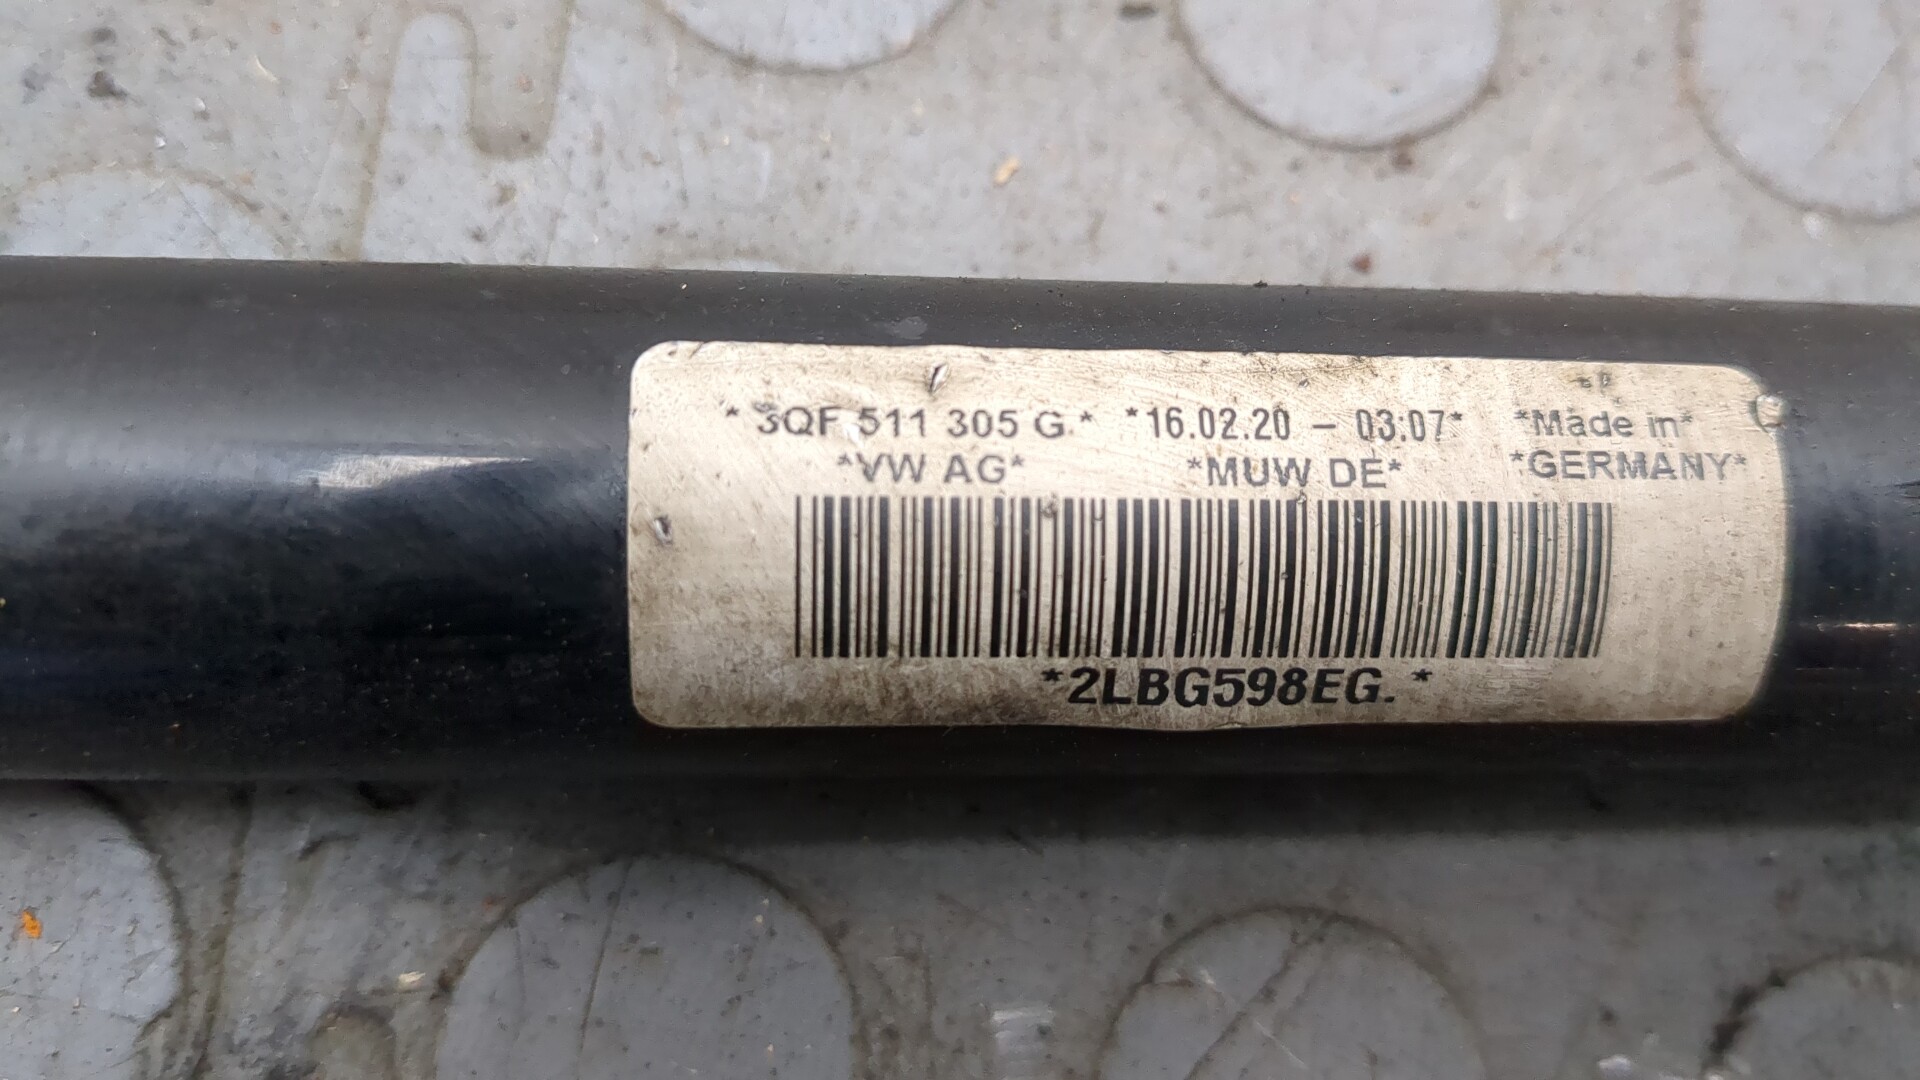 *3QF 511 305 G.* *16.02.20 - 03:07* *Made in*
*VW AG* *MUW DE* *GERMANY*
*2LBG598EG.*